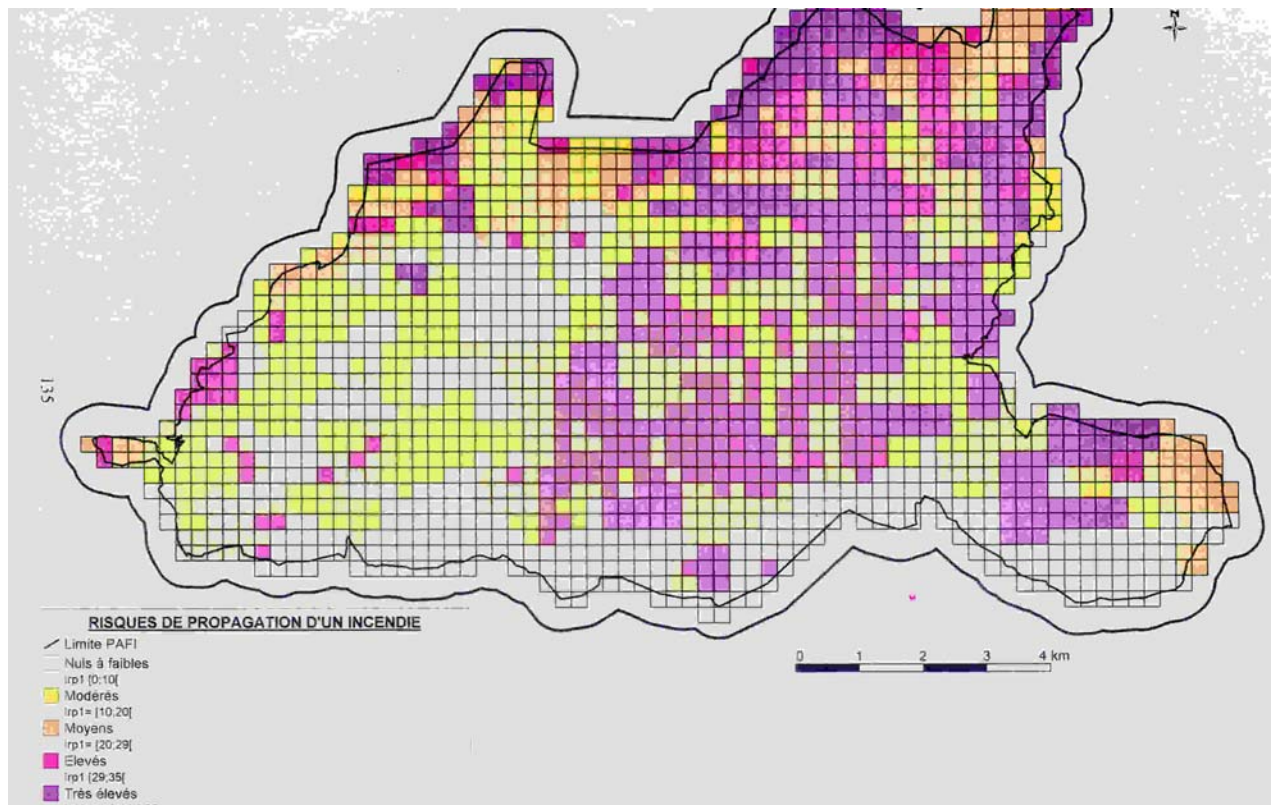 N
135
RISQUES DE PROPAGATION D'UN INCENDIE
Limite PAFI
Nuls à faibles
Irp1 [0;10[
Modérés
Irp1= [10;20[
Moyens
Irp1= [20;29[
Elevés
Irp1 [29;35[
Très élevés
0 1 2 3 4 km